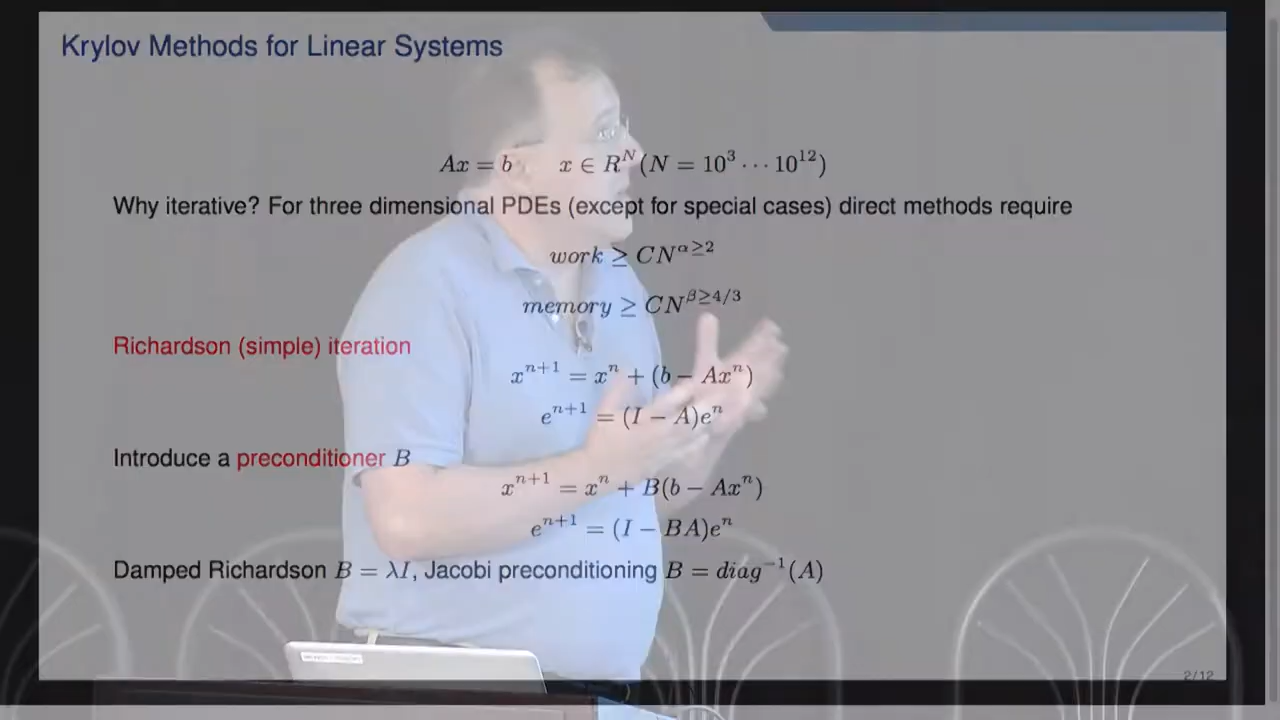 Krylov Methods for Linear Systems
Ax = b x ∈ R^N (N = 10^3 ··· 10^12)
Why iterative? For three dimensional PDEs (except for special cases) direct methods require
work ≥ CN^{α≥2}
memory ≥ CN^{β≥4/3}
Richardson (simple) iteration
x^{n+1} = x^n + (b − Ax^n)
e^{n+1} = (I − A)e^n
Introduce a preconditioner B
x^{n+1} = x^n + B(b − Ax^n)
e^{n+1} = (I − BA)e^n
Damped Richardson B = λI, Jacobi preconditioning B = diag^{−1}(A)
2/12